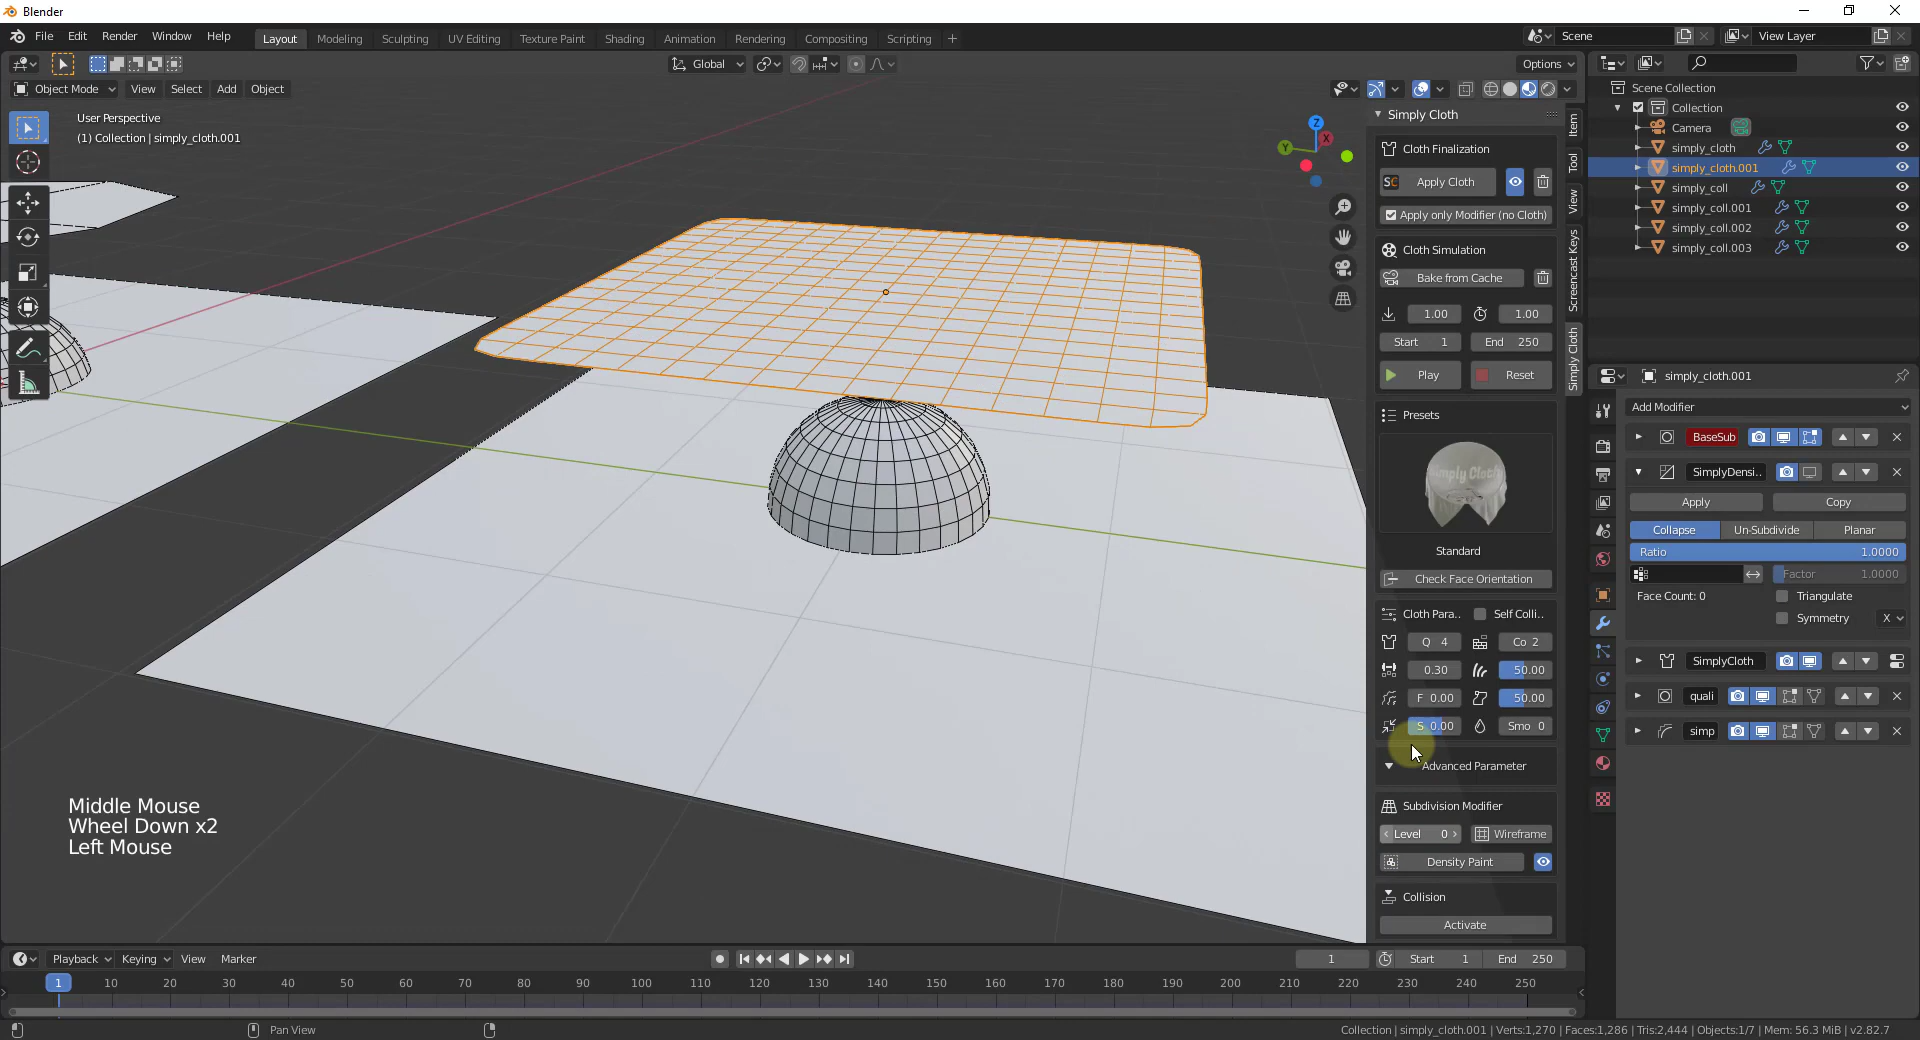 Blender
File Edit Render Window Help
Layout Modeling Sculpting UV Editing Texture Paint Shading Animation Rendering Compositing Scripting +
Scene
View Layer
Global
Options
Object Mode View Select Add Object
User Perspective
(1) Collection | simply_cloth.001
Z
X
Y
Simply Cloth
Cloth Finalization
Apply Cloth
Apply only Modifier (no Cloth)
Cloth Simulation
Bake from Cache
1.00 1.00
Start 1 End 250
Play Reset
Presets
Simply Cloth
Standard
Check Face Orientation
Cloth Para.. Self Colli..
Q 4 Co 2
0.30 50.00
F 0.00 50.00
S 0.00 Smo 0
Advanced Parameter
Subdivision Modifier
Level 0 Wireframe
Density Paint
Collision
Activate
Item
Tool
View
Screencast Keys
Simply Cloth
Scene Collection
Collection
Camera
simply_cloth
simply_cloth.001
simply_coll
simply_coll.001
simply_coll.002
simply_coll.003
simply_cloth.001
Add Modifier
BaseSub
SimplyDensi..
Apply Copy
Collapse Un-Subdivide Planar
Ratio 1.0000
Factor 1.0000
Face Count: 0 Triangulate
Symmetry X
SimplyCloth
quali
simp
Middle Mouse
Wheel Down x2
Left Mouse
Playback Keying View Marker
1 Start 1 End 250
1 10 20 30 40 50 60 70 80 90 100 110 120 130 140 150 160 170 180 190 200 210 220 230 240 250
Pan View
Collection | simply_cloth.001 | Verts:1,270 | Faces:1,286 | Tris:2,444 | Objects:1/7 | Mem: 56.3 MiB | v2.82.7